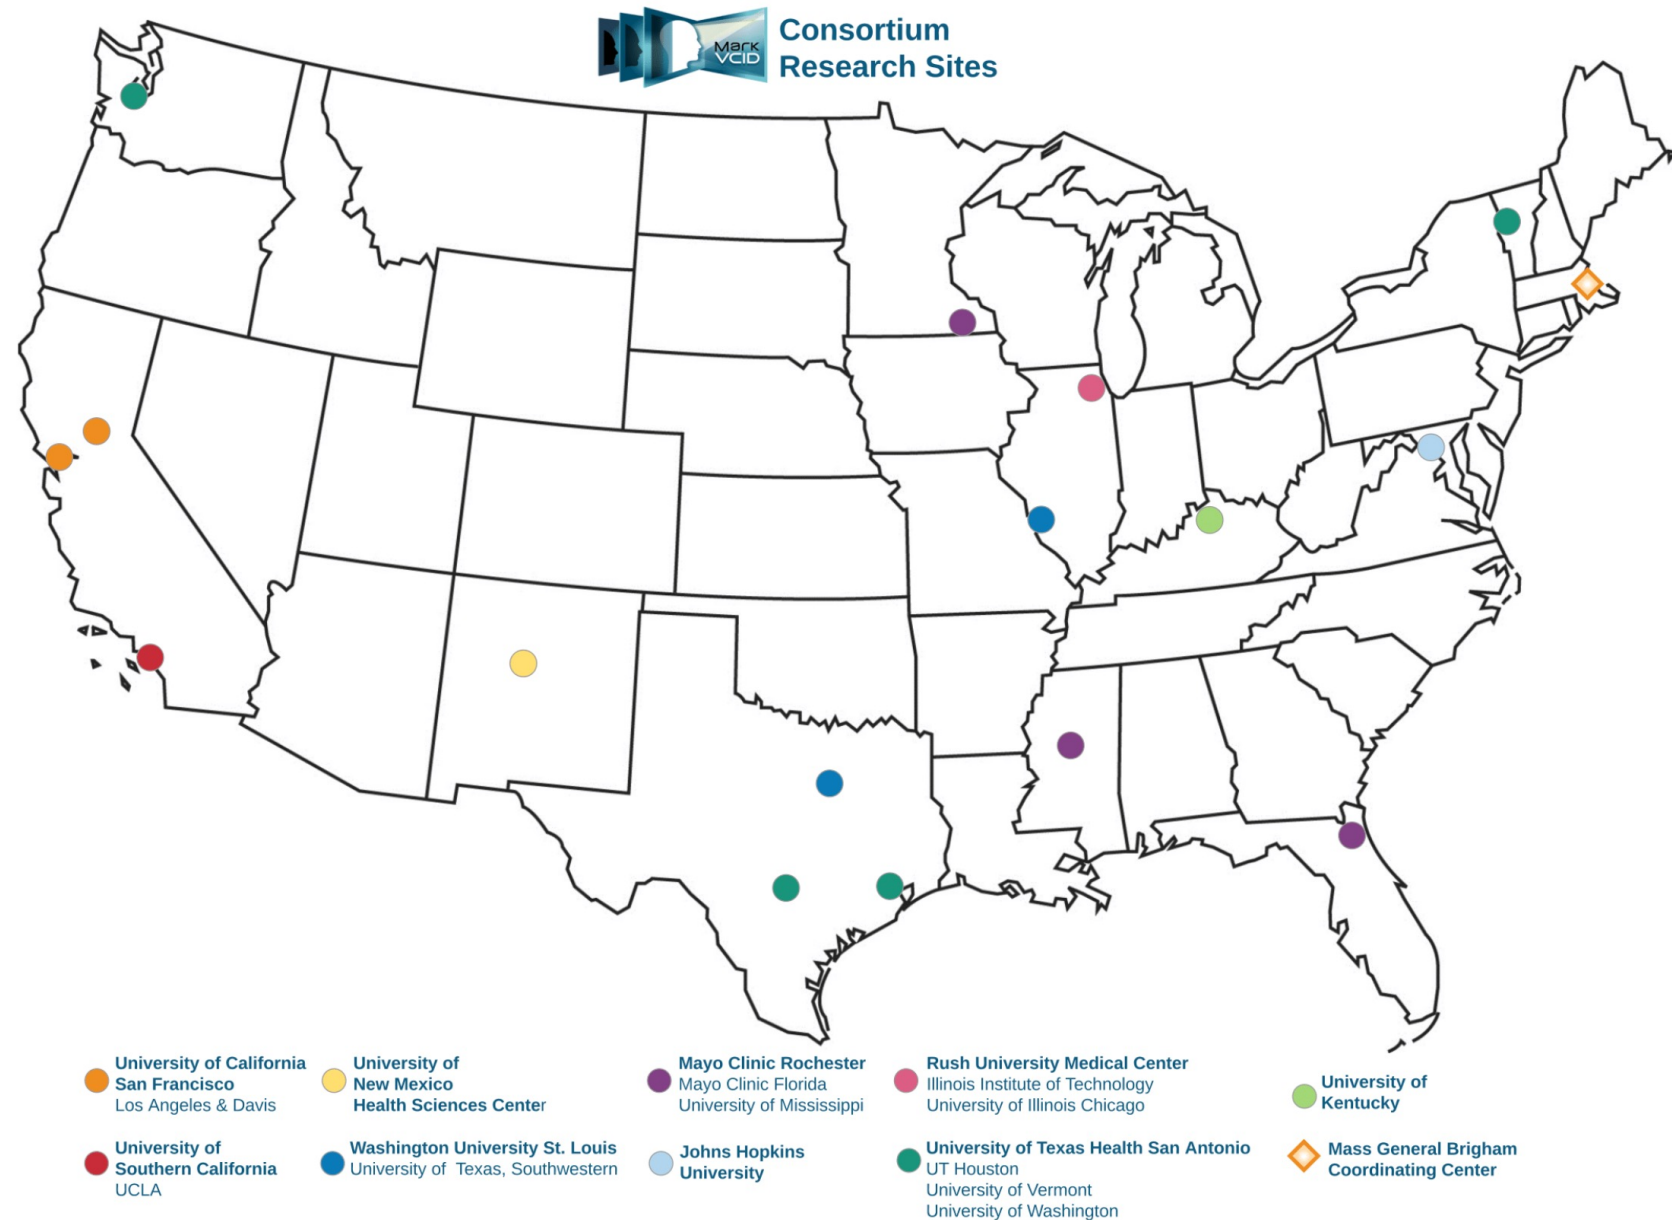 Mark
VCID
Consortium
Research Sites
University of California
San Francisco
Los Angeles & Davis
University of
New Mexico
Health Sciences Center
Mayo Clinic Rochester
Mayo Clinic Florida
University of Mississippi
Rush University Medical Center
Illinois Institute of Technology
University of Illinois Chicago
University of
Kentucky
University of
Southern California
UCLA
Washington University St. Louis
University of Texas, Southwestern
Johns Hopkins
University
University of Texas Health San Antonio
UT Houston
University of Vermont
University of Washington
Mass General Brigham
Coordinating Center